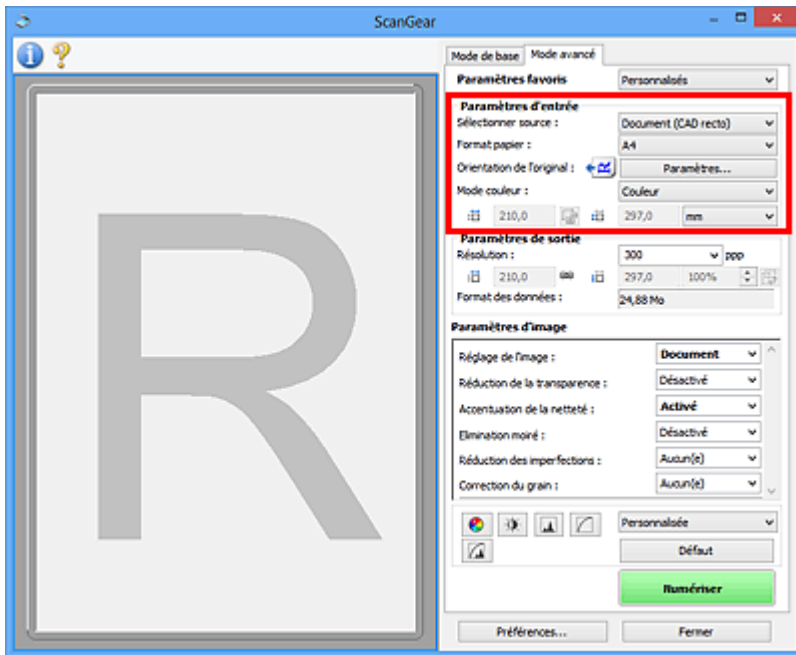 ScanGear
Mode de base Mode avancé
Paramètres favoris Personnalisés
Paramètres d'entrée
Sélectionner source : Document (CAD recto)
Format papier : A4
Orientation de l'original : Paramètres...
Mode couleur : Couleur
210,0 297,0 mm
Paramètres de sortie
Résolution : 300 ppp
210,0 297,0 100%
Format des données : 24,88 Mo
Paramètres d'image
Réglage de l'image : Document
Réduction de la transparence : Désactivé
Accentuation de la netteté : Activé
Elimination moiré : Désactivé
Réduction des imperfections : Aucun(e)
Correction du grain : Aucun(e)
Personnalisée
Défaut
Numériser
Préférences... Fermer
R